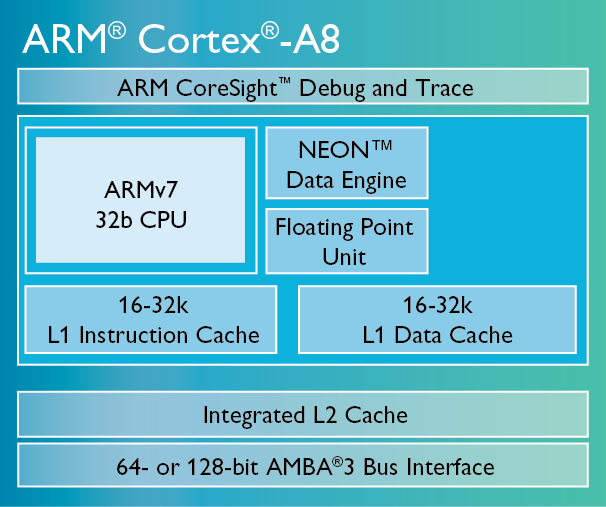 ARM® Cortex®-A8
ARM CoreSight™ Debug and Trace
ARMv7
32b CPU
NEON™
Data Engine
Floating Point
Unit
16-32k
L1 Instruction Cache
16-32k
L1 Data Cache
Integrated L2 Cache
64- or 128-bit AMBA®3 Bus Interface